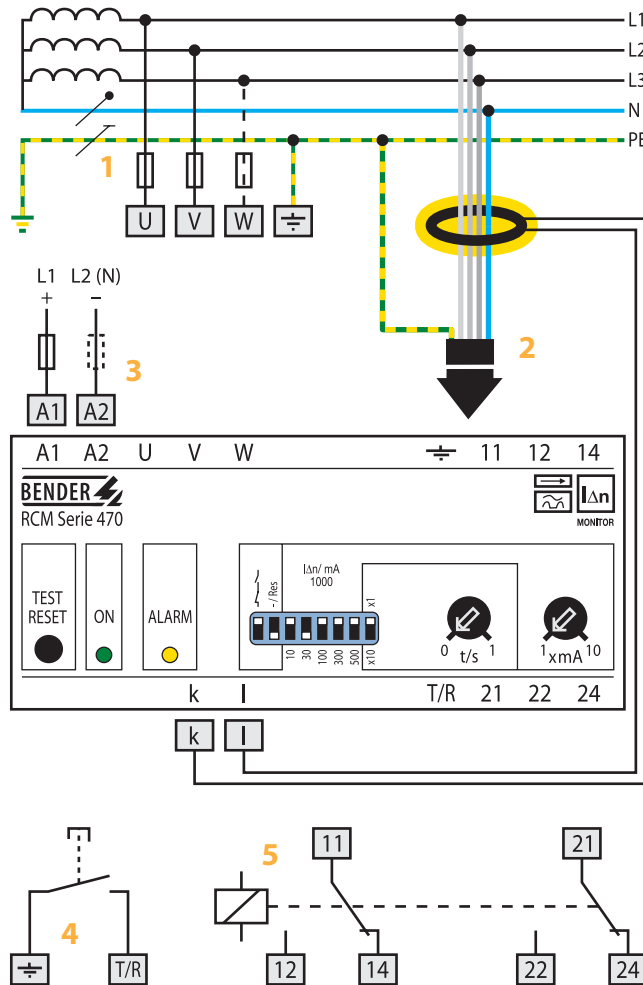 L1
L2
L3
N
PE
1
U V W
L1 L2 (N)
+ −
2
3
A1 A2
A1 A2 U V W 11 12 14
BENDER
RCM Serie 470
IΔn
MONITOR
TEST
RESET
ON
ALARM
-/ Res
IΔn/ mA
1000
x1
10 30 100 300 500 x10
0 t/s 1
1 xmA 10
k l T/R 21 22 24
k l
4
T/R
5
11 21
12 14 22 24